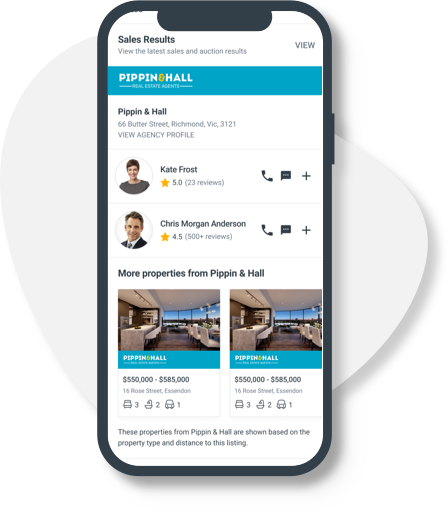 Sales Results
View the latest sales and auction results
VIEW
PIPPIN&HALL
REAL ESTATE AGENTS
Pippin & Hall
66 Butter Street, Richmond, Vic, 3121
VIEW AGENCY PROFILE
Kate Frost
5.0 (23 reviews)
Chris Morgan Anderson
4.5 (500+ reviews)
More properties from Pippin & Hall
PIPPIN&HALL
REAL ESTATE AGENTS
$550,000 - $585,000
16 Rose Street, Essendon
3 2 1
PIPPIN&HALL
REAL ESTATE AGENTS
$550,000 - $585,000
16 Rose Street, Essendon
3 2 1
These properties from Pippin & Hall are shown based on the
property type and distance to this listing.